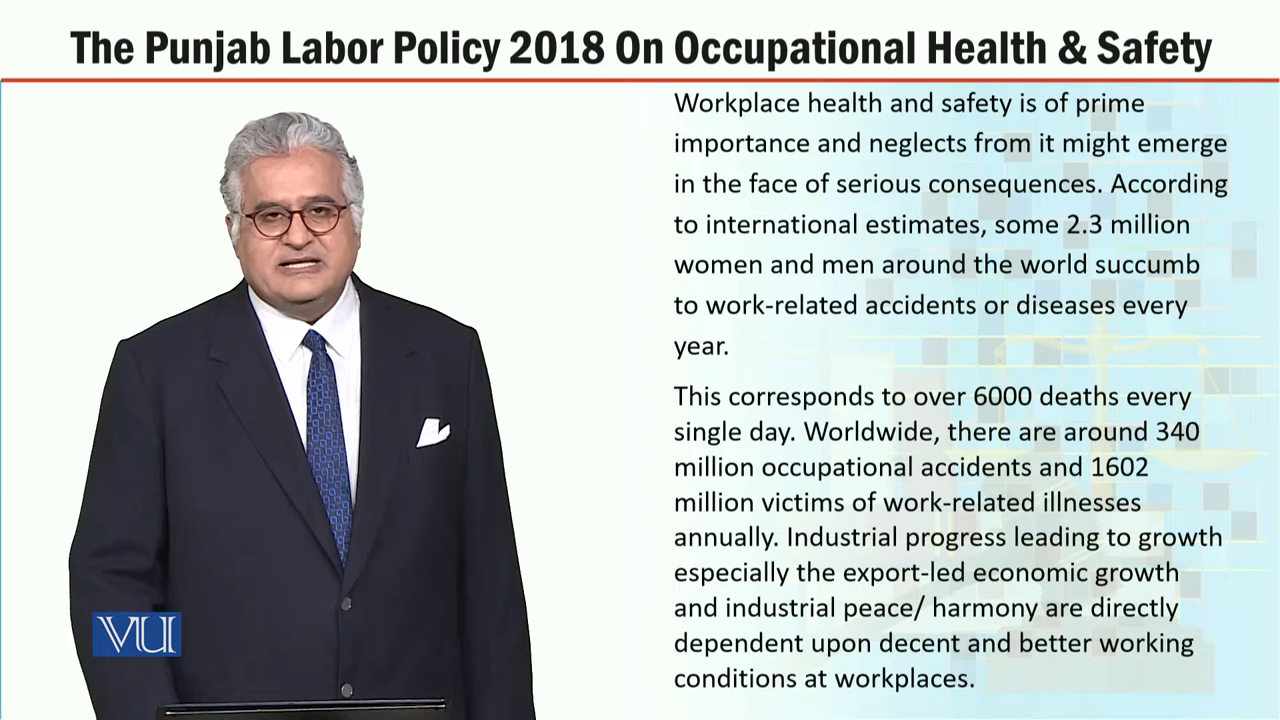 The Punjab Labor Policy 2018 On Occupational Health & Safety
Workplace health and safety is of prime
importance and neglects from it might emerge
in the face of serious consequences. According
to international estimates, some 2.3 million
women and men around the world succumb
to work-related accidents or diseases every
year.
This corresponds to over 6000 deaths every
single day. Worldwide, there are around 340
million occupational accidents and 1602
million victims of work-related illnesses
annually. Industrial progress leading to growth
especially the export-led economic growth
and industrial peace/ harmony are directly
dependent upon decent and better working
conditions at workplaces.
VU